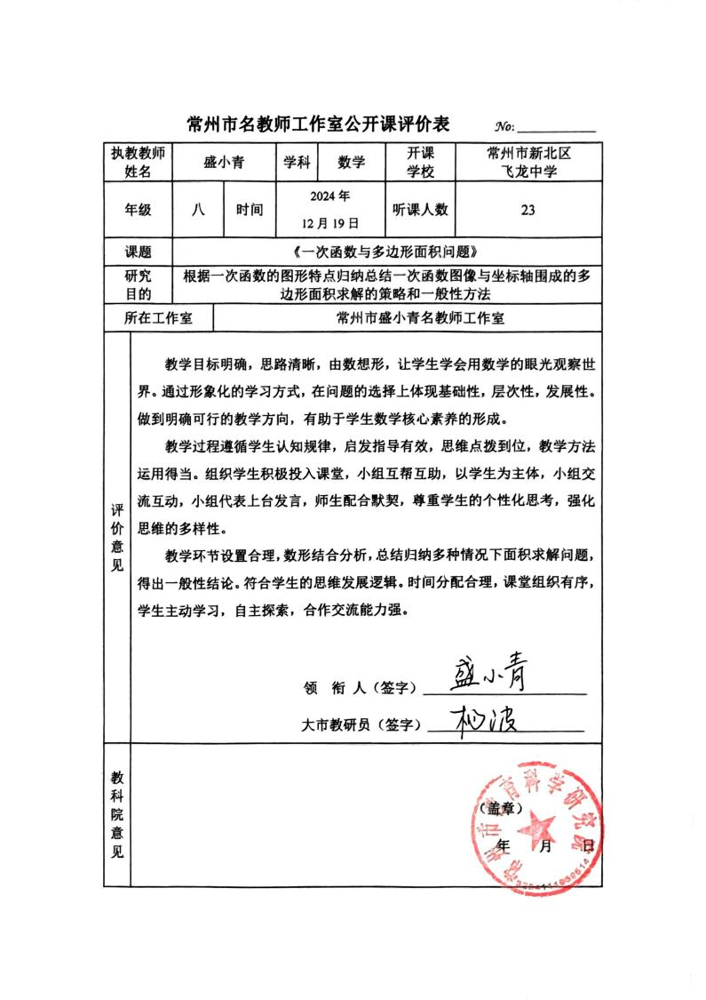 常州市名教师工作室公开课评价表 No:
执教教师姓名 盛小青 学科 数学 开课学校 常州市新北区飞龙中学
年级 八 时间 2024 年 12 月 19 日 听课人数 23
课题 《一次函数与多边形面积问题》
研究目的 根据一次函数的图形特点归纳总结一次函数图像与坐标轴围成的多
边形面积求解的策略和一般性方法
所在工作室 常州市盛小青名教师工作室
评价意见
教学目标明确，思路清晰，由数想形，让学生学会用数学的眼光观察世
界。通过形象化的学习方式，在问题的选择上体现基础性，层次性，发展性。
做到明确可行的教学方向，有助于学生数学核心素养的形成。
教学过程遵循学生认知规律，启发指导有效，思维点拨到位，教学方法
运用得当。组织学生积极投入课堂，小组互帮互助，以学生为主体，小组交
流互动，小组代表上台发言，师生配合默契，尊重学生的个性化思考，强化
思维的多样性。
教学环节设置合理，数形结合分析，总结归纳多种情况下面积求解问题，
得出一般性结论。符合学生的思维发展逻辑。时间分配合理，课堂组织有序，
学生主动学习，自主探索，合作交流能力强。
领 衔 人（签字） 盛小青
大市教研员（签字） 波
教科院意见
常州市教育科学研究院
（盖章）
年 月 日